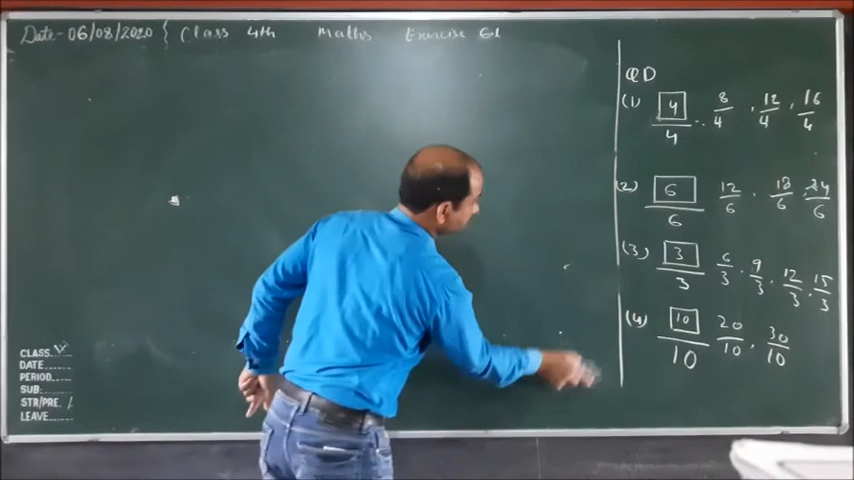 Date-06/08/2020 Class 4th Maths Exercise 61
QD
(1) 4/4, 8/4, 12/4, 16/4
(2) 6/6 12/6, 18/6, 24/6
(3) 3/3 6/3, 9/3, 12/3, 15/3
(4) 10/10 20/10, 30/10
CLASS V
DATE
PERIOD
SUB.
STR/PRE.
LEAVE